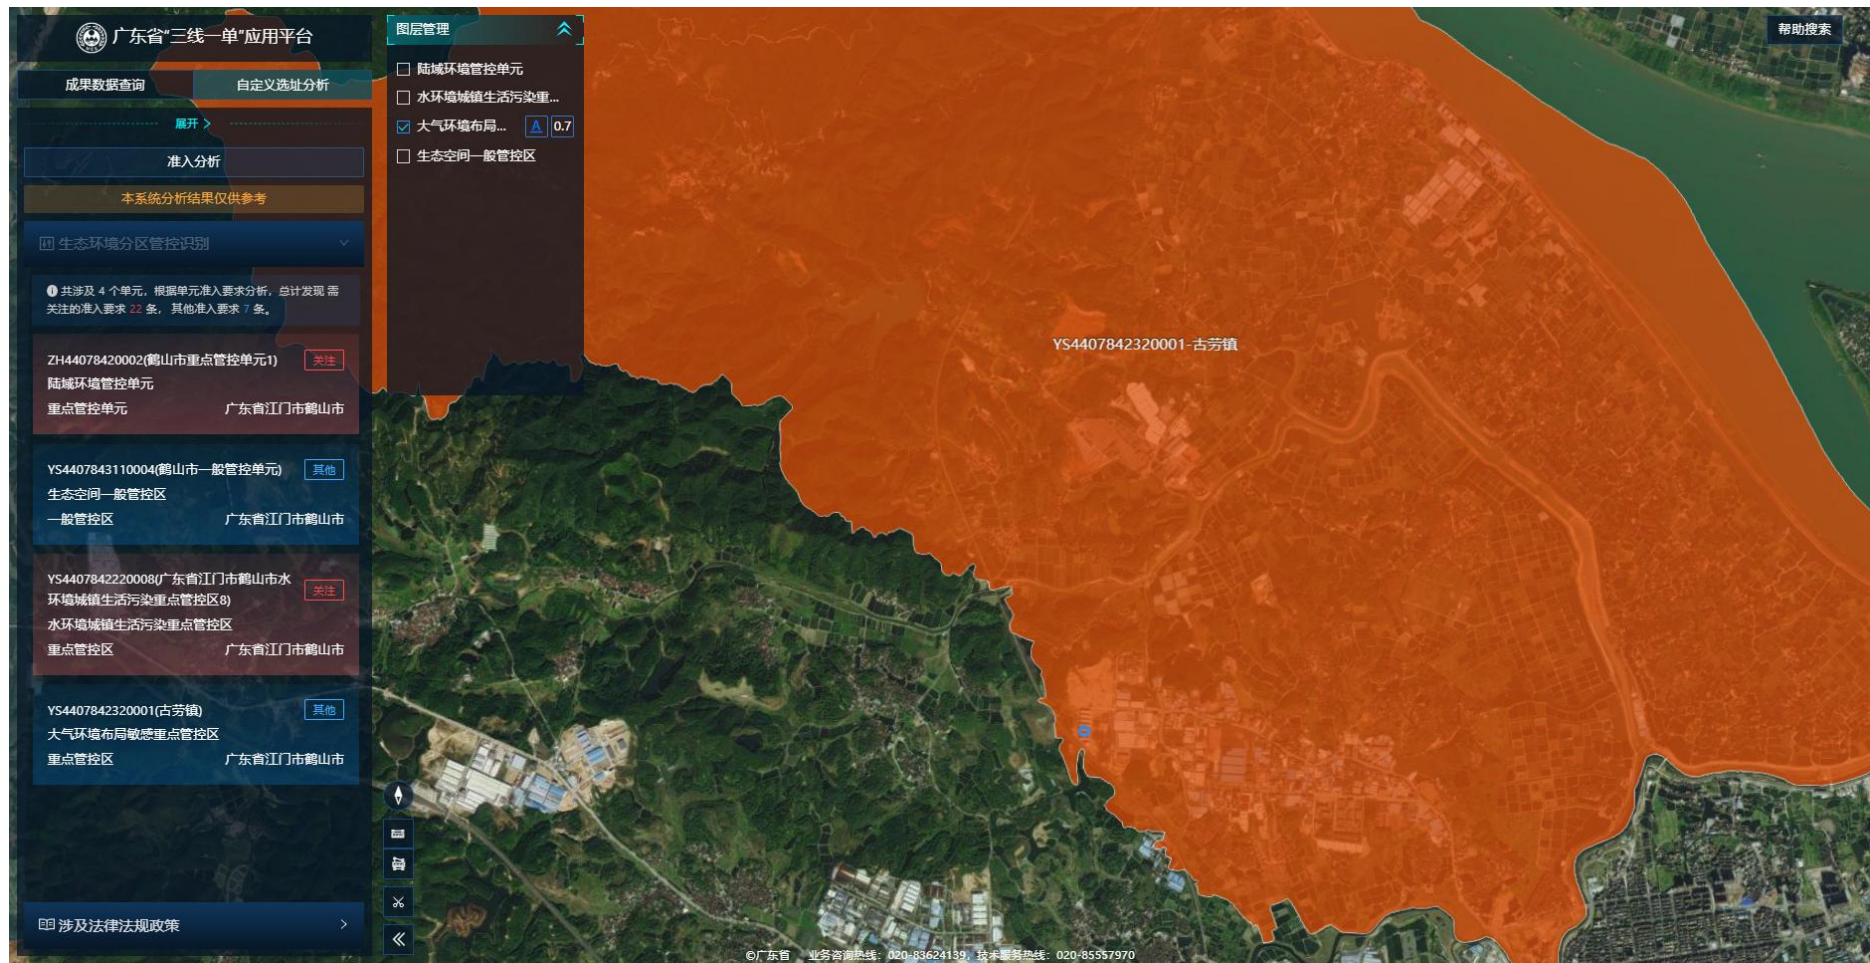 广东省“三线一单”应用平台
成果数据查询
自定义选址分析
展开 >
准入分析
本系统分析结果仅供参考
生态环境分区管控识别
共涉及 4 个单元，根据单元准入要求分析，总计发现 需
关注的准入要求 22 条， 其他准入要求 7 条。
ZH44078420002(鹤山市重点管控单元1) 关注
陆域环境管控单元
重点管控单元 广东省江门市鹤山市
YS4407843110004(鹤山市一般管控单元) 其他
生态空间一般管控区
一般管控区 广东省江门市鹤山市
YS4407842220008(广东省江门市鹤山市水
环境城镇生活污染重点管控区8) 关注
水环境城镇生活污染重点管控区
重点管控区 广东省江门市鹤山市
YS4407842320001(古劳镇) 其他
大气环境布局敏感重点管控区
重点管控区 广东省江门市鹤山市
涉及法律法规政策
图层管理
陆域环境管控单元
水环境城镇生活污染重...
大气环境布局... A 0.7
生态空间一般管控区
帮助搜索
YS4407842320001-古劳镇
©广东省 业务咨询热线：020-83624139，技术服务热线：020-85557970